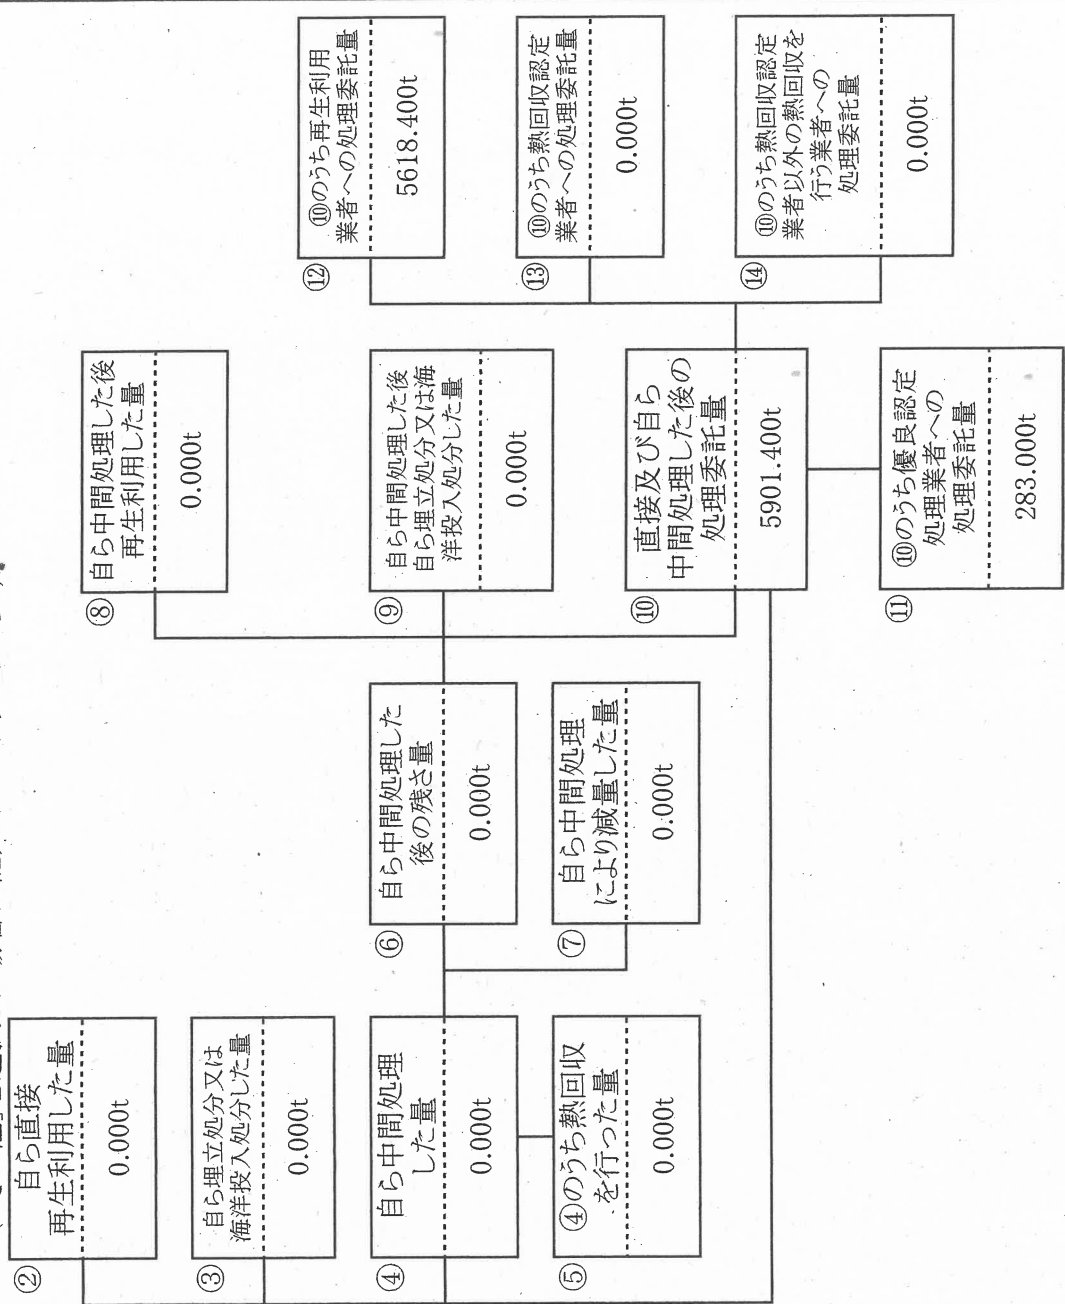 ②
自ら直接
再生利用した量
0.000t
③
自ら埋立処分又は
海洋投入処分した量
0.000t
④
自ら中間処理
した量
0.000t
⑤
④のうち熱回収
を行った量
0.000t
⑥
自ら中間処理した
後の残さ量
0.000t
⑦
自ら中間処理
により減量した量
0.000t
⑧
自ら中間処理した後
再生利用した量
0.000t
⑨
自ら中間処理した後
自ら埋立処分又は海
洋投入処分した量
0.000t
⑩
直接及び自ら
中間処理した後の
処理委託量
5901.400t
⑪
⑩のうち優良認定
処理業者への
処理委託量
283.000t
⑫
⑩のうち再生利用
業者への処理委託量
5618.400t
⑬
⑩のうち熱回収認定
業者への処理委託量
0.000t
⑭
⑩のうち熱回収認定
業者以外の熱回収を
行う業者への
処理委託量
0.000t